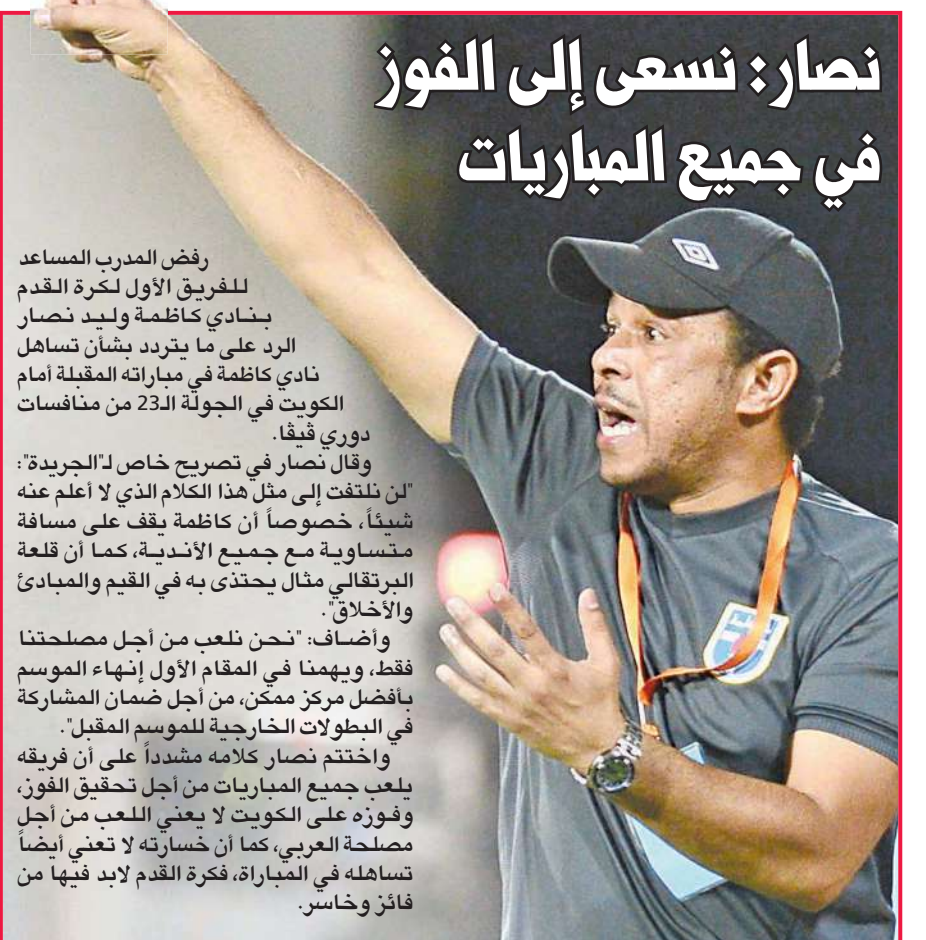 نصار: نسعى إلى الفوز
في جميع المباريات
رفض المدرب المساعد
للفريق الأول لكرة القدم
بنادي كاظمة وليد نصار
الرد على ما يتردد بشأن تساهل
نادي كاظمة في مباراته المقبلة أمام
الكويت في الجولة الـ23 من منافسات
دوري ڤيڤا.
وقال نصار في تصريح خاص لـ"الجريدة":
"لن نلتفت إلى مثل هذا الكلام الذي لا أعلم عنه
شيئاً، خصوصاً أن كاظمة يقف على مسافة
متساوية مع جميع الأندية، كما أن قلعة
البرتقالي مثال يحتذى به في القيم والمبادئ
والأخلاق".
وأضاف: "نحن نلعب من أجل مصلحتنا
فقط، ويهمنا في المقام الأول إنهاء الموسم
بأفضل مركز ممكن، من أجل ضمان المشاركة
في البطولات الخارجية للموسم المقبل".
واختتم نصار كلامه مشدداً على أن فريقه
يلعب جميع المباريات من أجل تحقيق الفوز،
وفوزه على الكويت لا يعني اللعب من أجل
مصلحة العربي، كما أن خسارته لا تعني أيضاً
تساهله في المباراة، فكرة القدم لابد فيها من
فائز وخاسر.